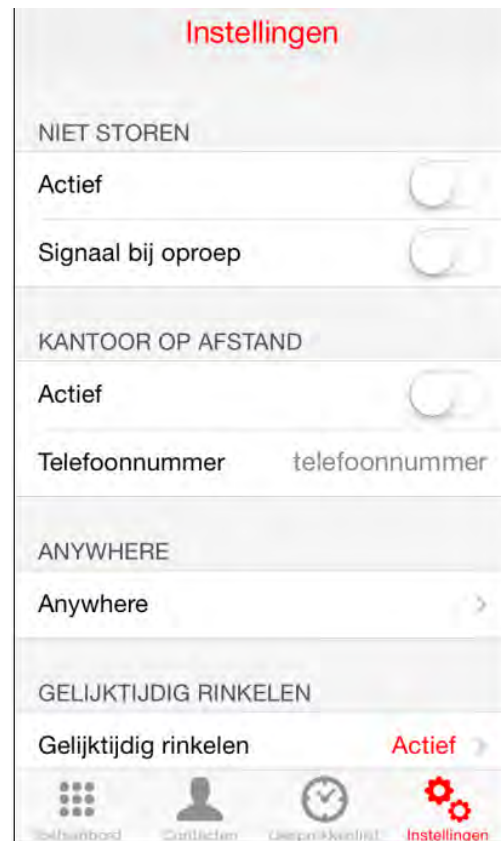 Instellingen
NIET STOREN
Actief
Signaal bij oproep
KANTOOR OP AFSTAND
Actief
Telefoonnummer telefoonnummer
ANYWHERE
Anywhere
GELIJKTIJDIG RINKELEN
Gelijktijdig rinkelen Actief
Contacten Instellingen